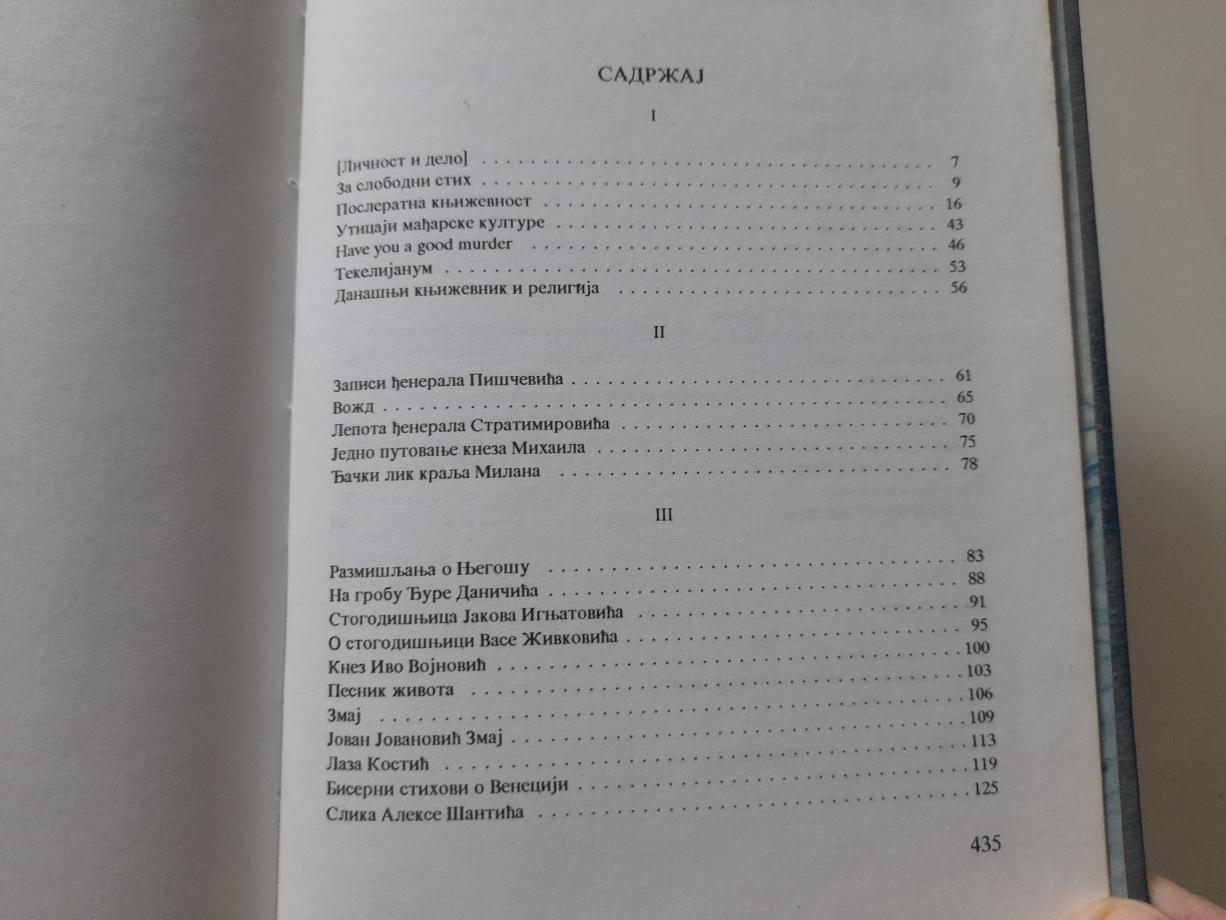 САДРЖАЈ
I
[Личност и дело] . . . . . . . . . . . . . . . . . . . . . . . . . . . . . . 7
За слободни стих . . . . . . . . . . . . . . . . . . . . . . . . . . . . . . 9
Послератна књижевност . . . . . . . . . . . . . . . . . . . . . . . . . . 16
Утицаји мађарске културе . . . . . . . . . . . . . . . . . . . . . . . . . 43
Have you a good murder . . . . . . . . . . . . . . . . . . . . . . . . . . 46
Текелијанум . . . . . . . . . . . . . . . . . . . . . . . . . . . . . . . . 53
Данашњи књижевник и религија . . . . . . . . . . . . . . . . . . . . . 56
II
Записи ђенерала Пишчевића . . . . . . . . . . . . . . . . . . . . . . . . 61
Вожд . . . . . . . . . . . . . . . . . . . . . . . . . . . . . . . . . . . . 65
Лепота ђенерала Стратимировића . . . . . . . . . . . . . . . . . . . . . 70
Једно путовање кнеза Михаила . . . . . . . . . . . . . . . . . . . . . . 75
Ђачки лик краља Милана . . . . . . . . . . . . . . . . . . . . . . . . . 78
III
Размишљања о Његошу . . . . . . . . . . . . . . . . . . . . . . . . . . 83
На гробу Ђуре Даничића . . . . . . . . . . . . . . . . . . . . . . . . . 88
Стогодишњица Јакова Игњатовића . . . . . . . . . . . . . . . . . . . . 91
О стогодишњици Васе Живковића . . . . . . . . . . . . . . . . . . . . . 95
Кнез Иво Војновић . . . . . . . . . . . . . . . . . . . . . . . . . . . . 100
Песник живота . . . . . . . . . . . . . . . . . . . . . . . . . . . . . . 103
Змај . . . . . . . . . . . . . . . . . . . . . . . . . . . . . . . . . . . 106
Јован Јовановић Змај . . . . . . . . . . . . . . . . . . . . . . . . . . . 109
Лаза Костић . . . . . . . . . . . . . . . . . . . . . . . . . . . . . . . 113
Бисерни стихови о Венецији . . . . . . . . . . . . . . . . . . . . . . . 119
Слика Алексе Шантића . . . . . . . . . . . . . . . . . . . . . . . . . . 125
435